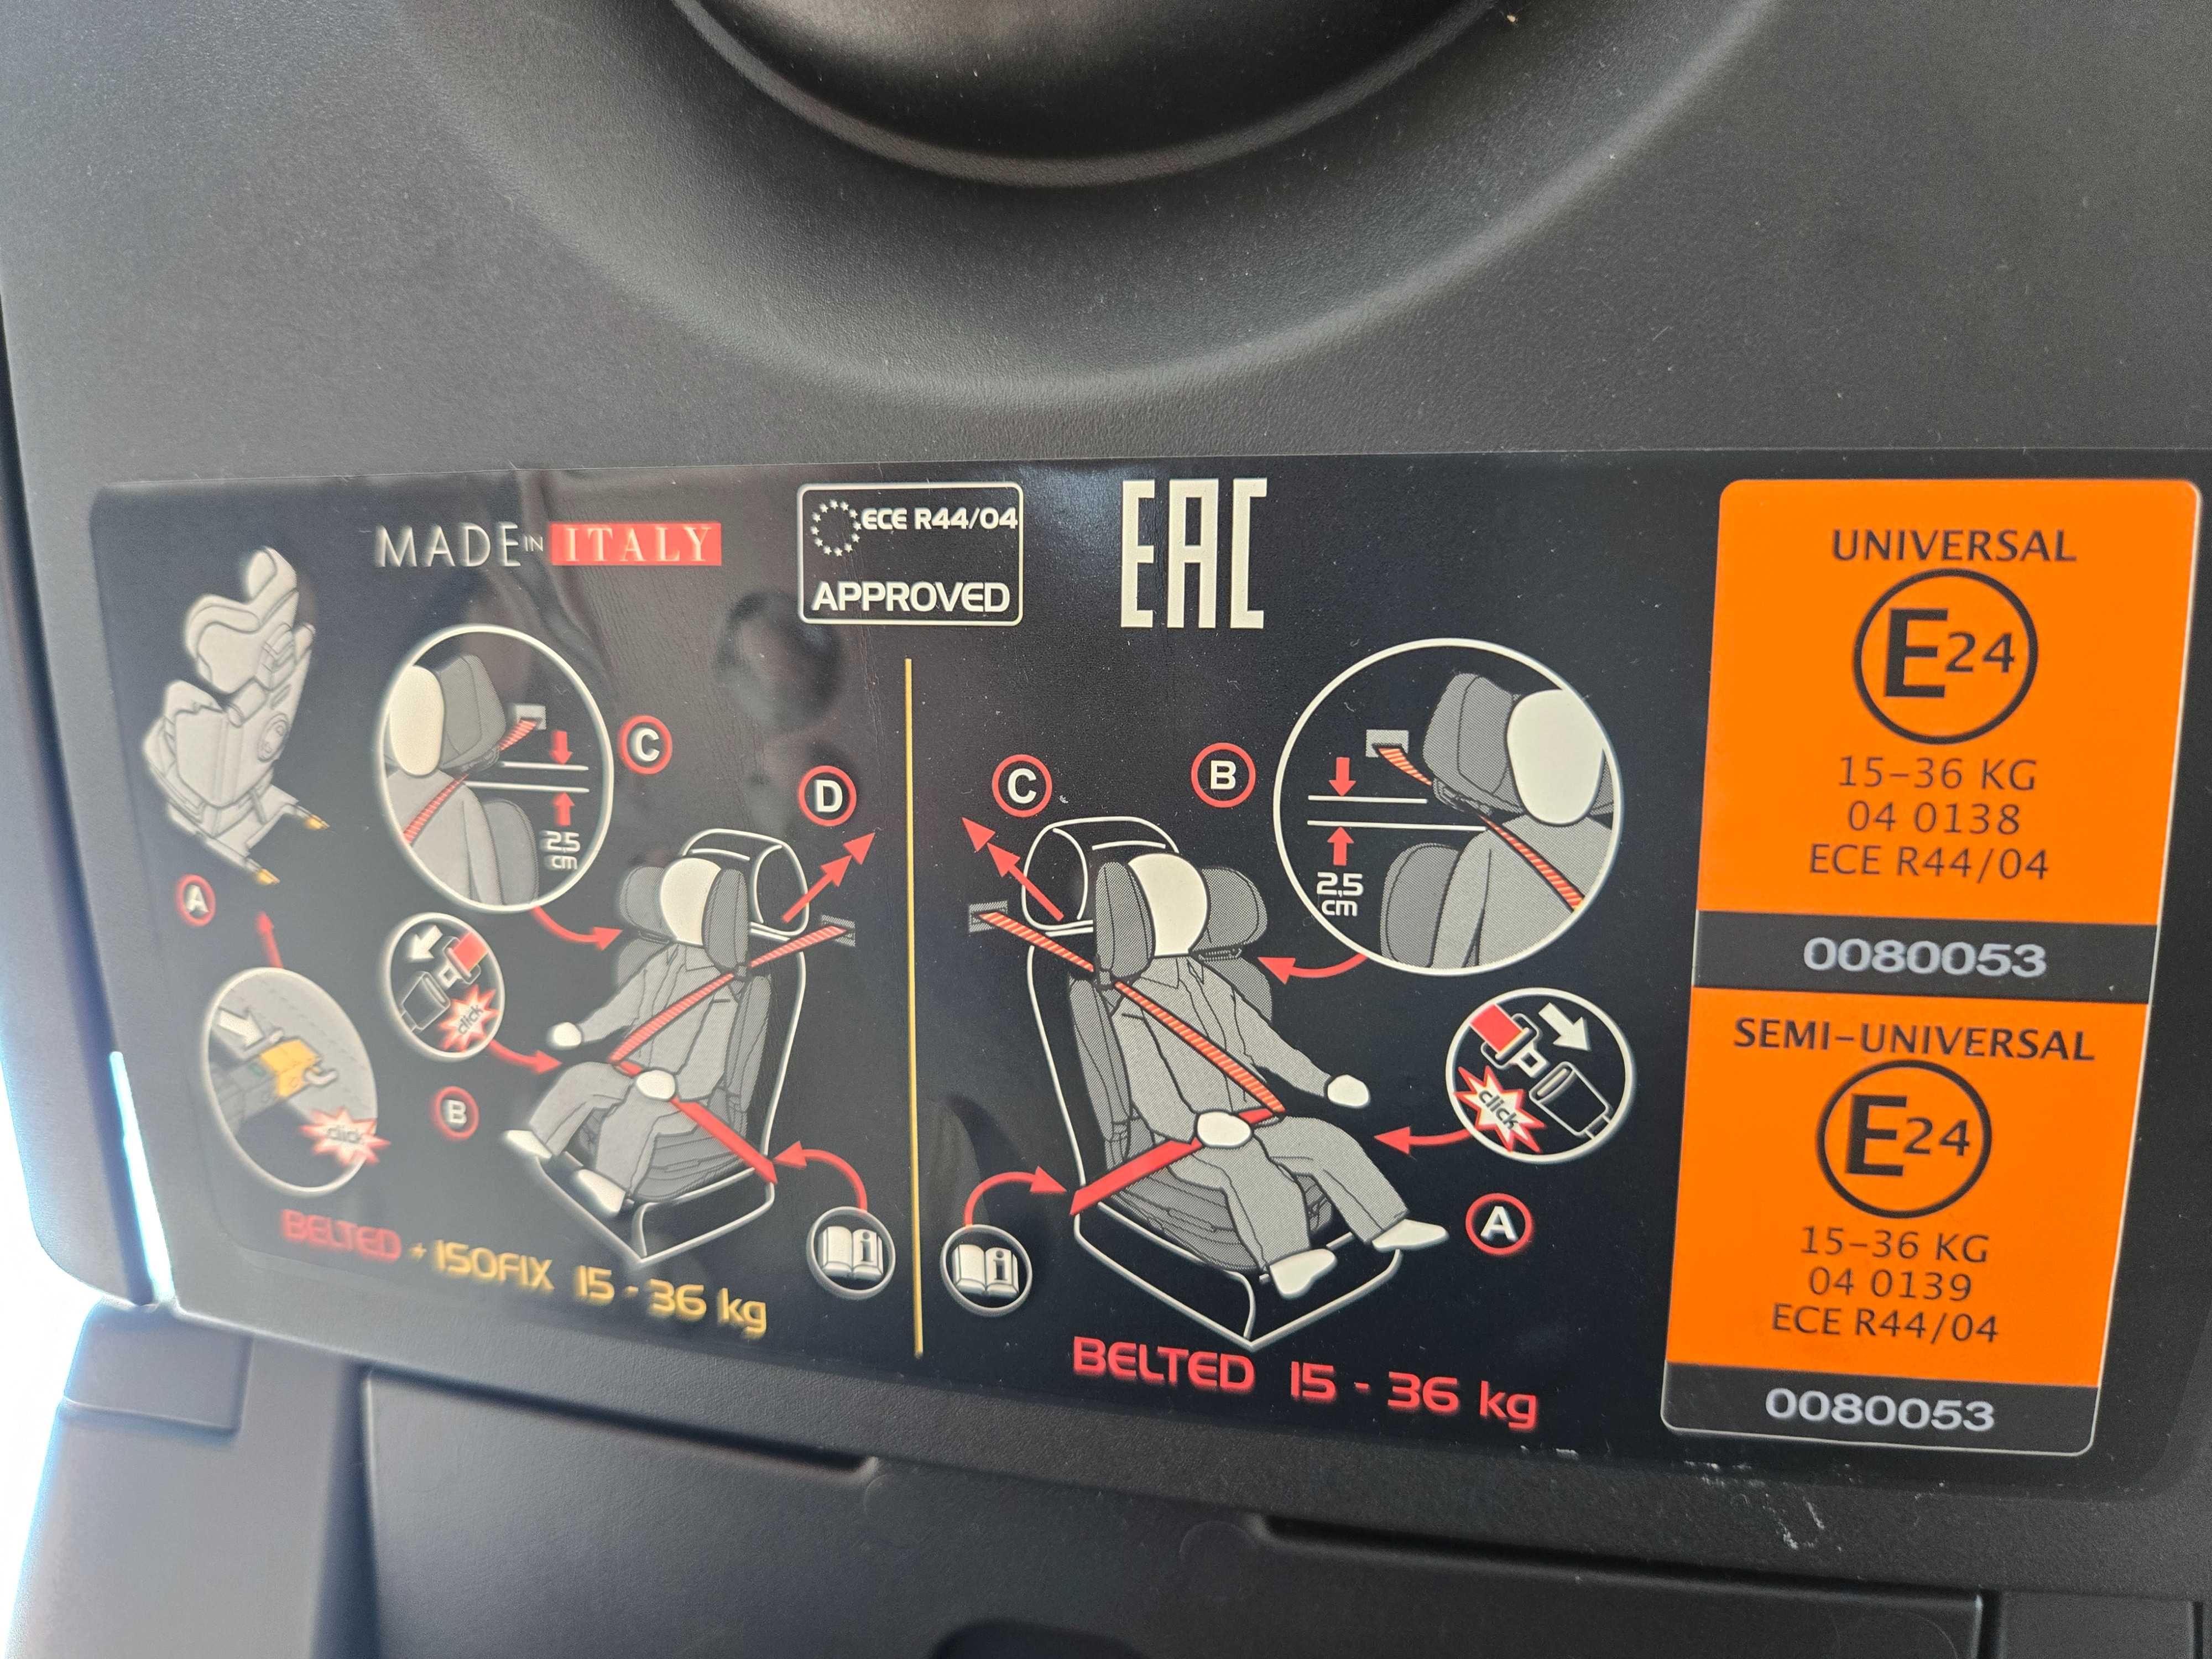 MADE IN ITALY
ECE R44/04
APPROVED
EAC
C
D
2,5
cm
A
click
B
click
BELTED + ISOFIX 15 - 36 kg
C
B
2,5
cm
click
A
BELTED 15 - 36 kg
UNIVERSAL
E24
15-36 KG
04 0138
ECE R44/04
0080053
SEMI-UNIVERSAL
E24
15-36 KG
04 0139
ECE R44/04
0080053